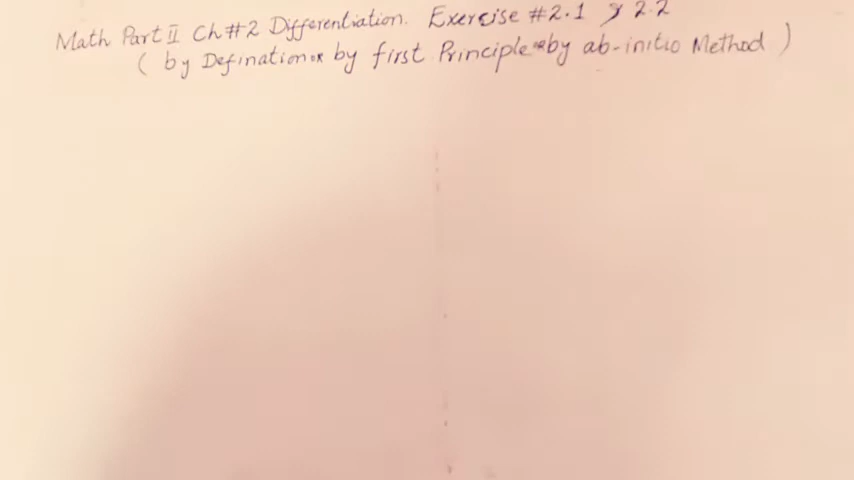 Math Part II Ch#2 Differentiation. Exercise #2.1 & 2.2
( by Defination or by first Principle or by ab-initio Method )